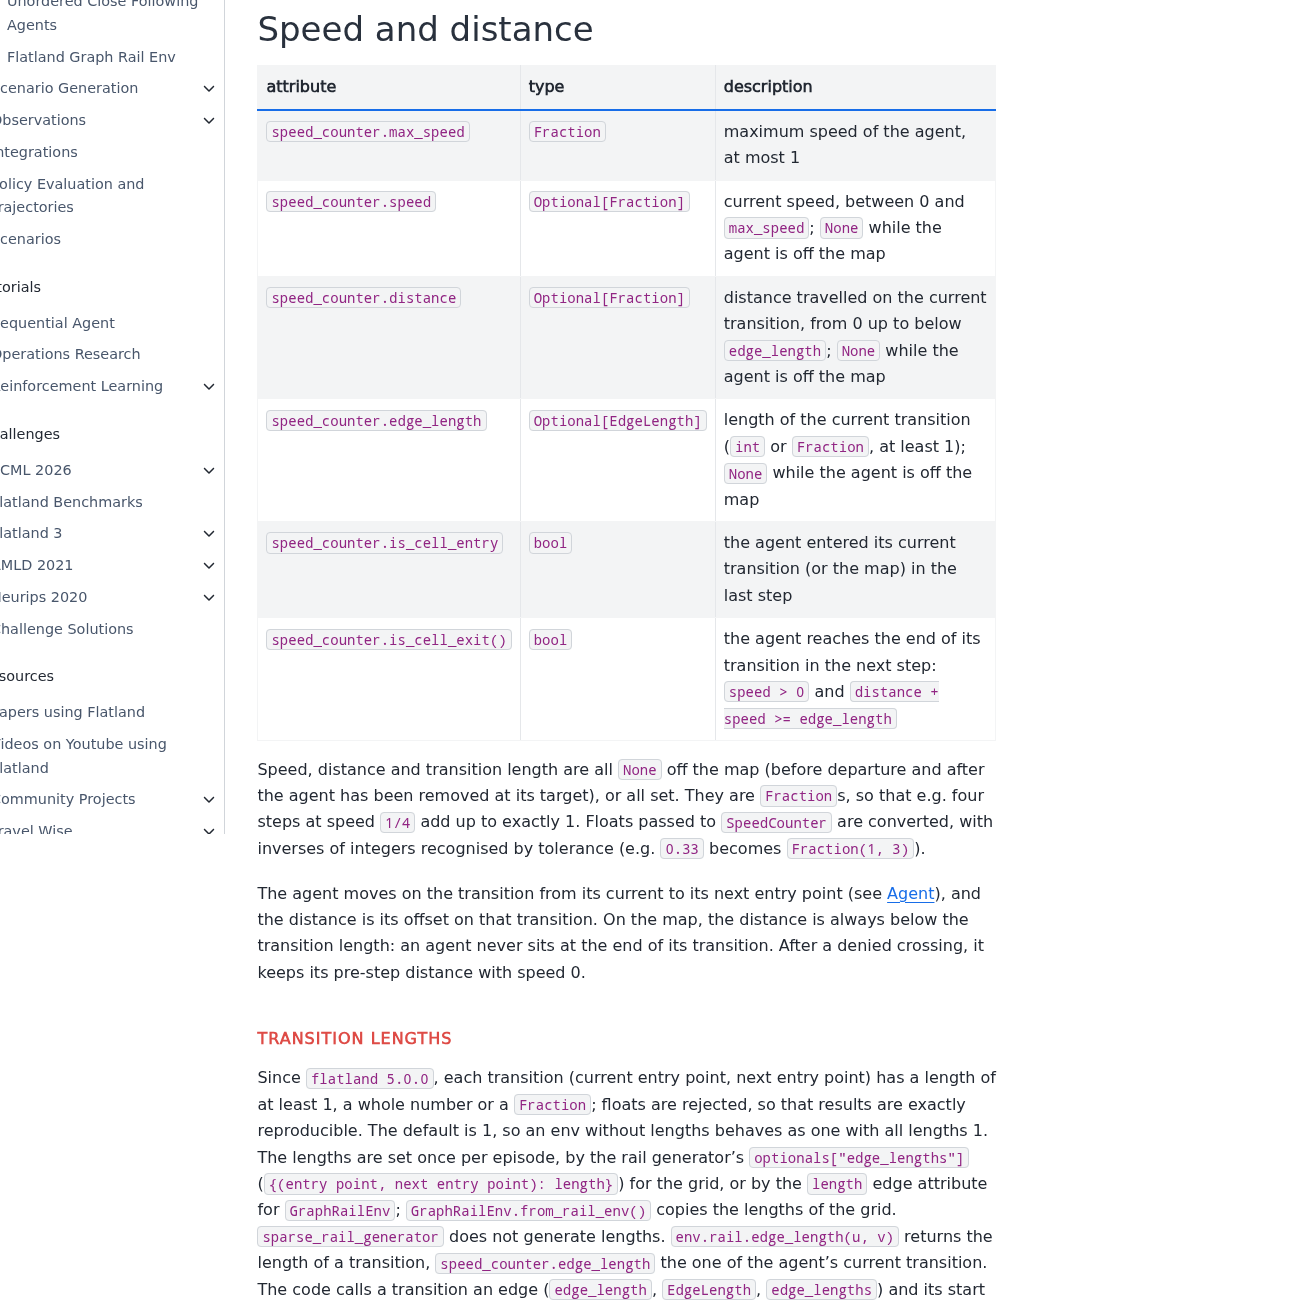 Unordered Close Following
Agents
Flatland Graph Rail Env
cenario Generation
bservations
ntegrations
olicy Evaluation and
rajectories
cenarios
torials
equential Agent
perations Research
einforcement Learning
allenges
CML 2026
latland Benchmarks
latland 3
MLD 2021
eurips 2020
hallenge Solutions
sources
apers using Flatland
ideos on Youtube using
latland
ommunity Projects
ravel Wise
Speed and distance
attribute type description
speed_counter.max_speed Fraction maximum speed of the agent,
at most 1
speed_counter.speed Optional[Fraction] current speed, between 0 and
max_speed; None while the
agent is off the map
speed_counter.distance Optional[Fraction] distance travelled on the current
transition, from 0 up to below
edge_length; None while the
agent is off the map
speed_counter.edge_length Optional[EdgeLength] length of the current transition
(int or Fraction, at least 1);
None while the agent is off the
map
speed_counter.is_cell_entry bool the agent entered its current
transition (or the map) in the
last step
speed_counter.is_cell_exit() bool the agent reaches the end of its
transition in the next step:
speed > 0 and distance +
speed >= edge_length
Speed, distance and transition length are all None off the map (before departure and after
the agent has been removed at its target), or all set. They are Fractions, so that e.g. four
steps at speed 1/4 add up to exactly 1. Floats passed to SpeedCounter are converted, with
inverses of integers recognised by tolerance (e.g. 0.33 becomes Fraction(1, 3)).
The agent moves on the transition from its current to its next entry point (see Agent), and
the distance is its offset on that transition. On the map, the distance is always below the
transition length: an agent never sits at the end of its transition. After a denied crossing, it
keeps its pre-step distance with speed 0.
TRANSITION LENGTHS
Since flatland 5.0.0, each transition (current entry point, next entry point) has a length of
at least 1, a whole number or a Fraction; floats are rejected, so that results are exactly
reproducible. The default is 1, so an env without lengths behaves as one with all lengths 1.
The lengths are set once per episode, by the rail generator’s optionals["edge_lengths"]
({(entry point, next entry point): length}) for the grid, or by the length edge attribute
for GraphRailEnv; GraphRailEnv.from_rail_env() copies the lengths of the grid.
sparse_rail_generator does not generate lengths. env.rail.edge_length(u, v) returns the
length of a transition, speed_counter.edge_length the one of the agent’s current transition.
The code calls a transition an edge (edge_length, EdgeLength, edge_lengths) and its start